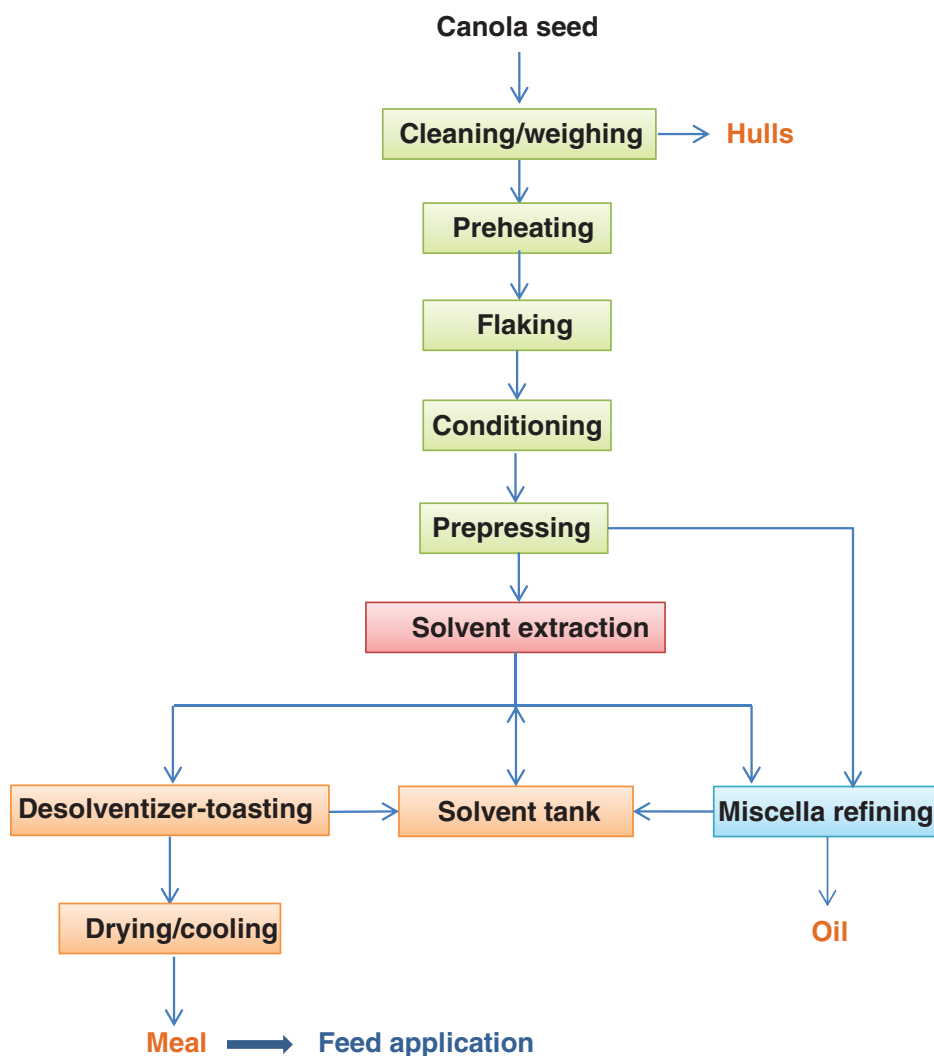 Canola seed
Cleaning/weighing
Hulls
Preheating
Flaking
Conditioning
Prepressing
Solvent extraction
Desolventizer-toasting
Solvent tank
Miscella refining
Drying/cooling
Oil
Meal
Feed application